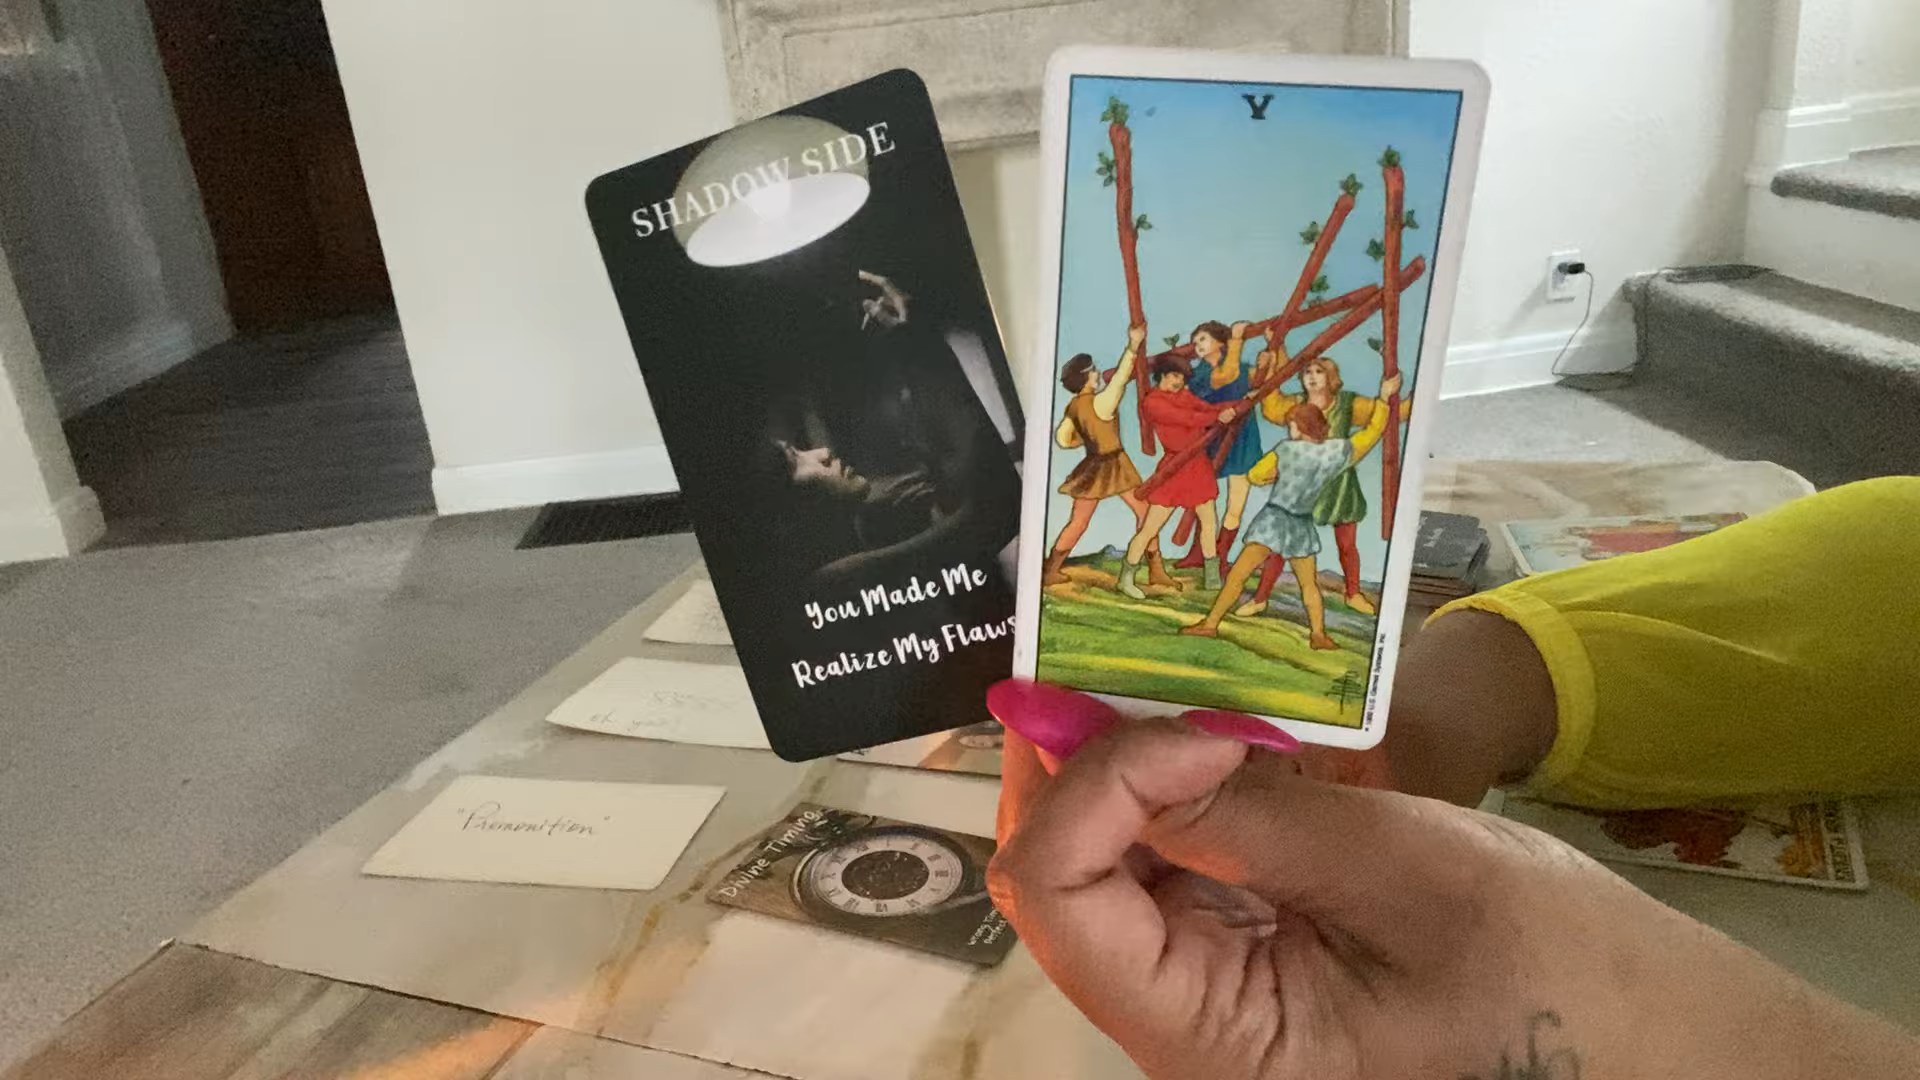 SHADOW SIDE
You Made Me
Realize My Flaws
V
"Premonition"
Divine Timing